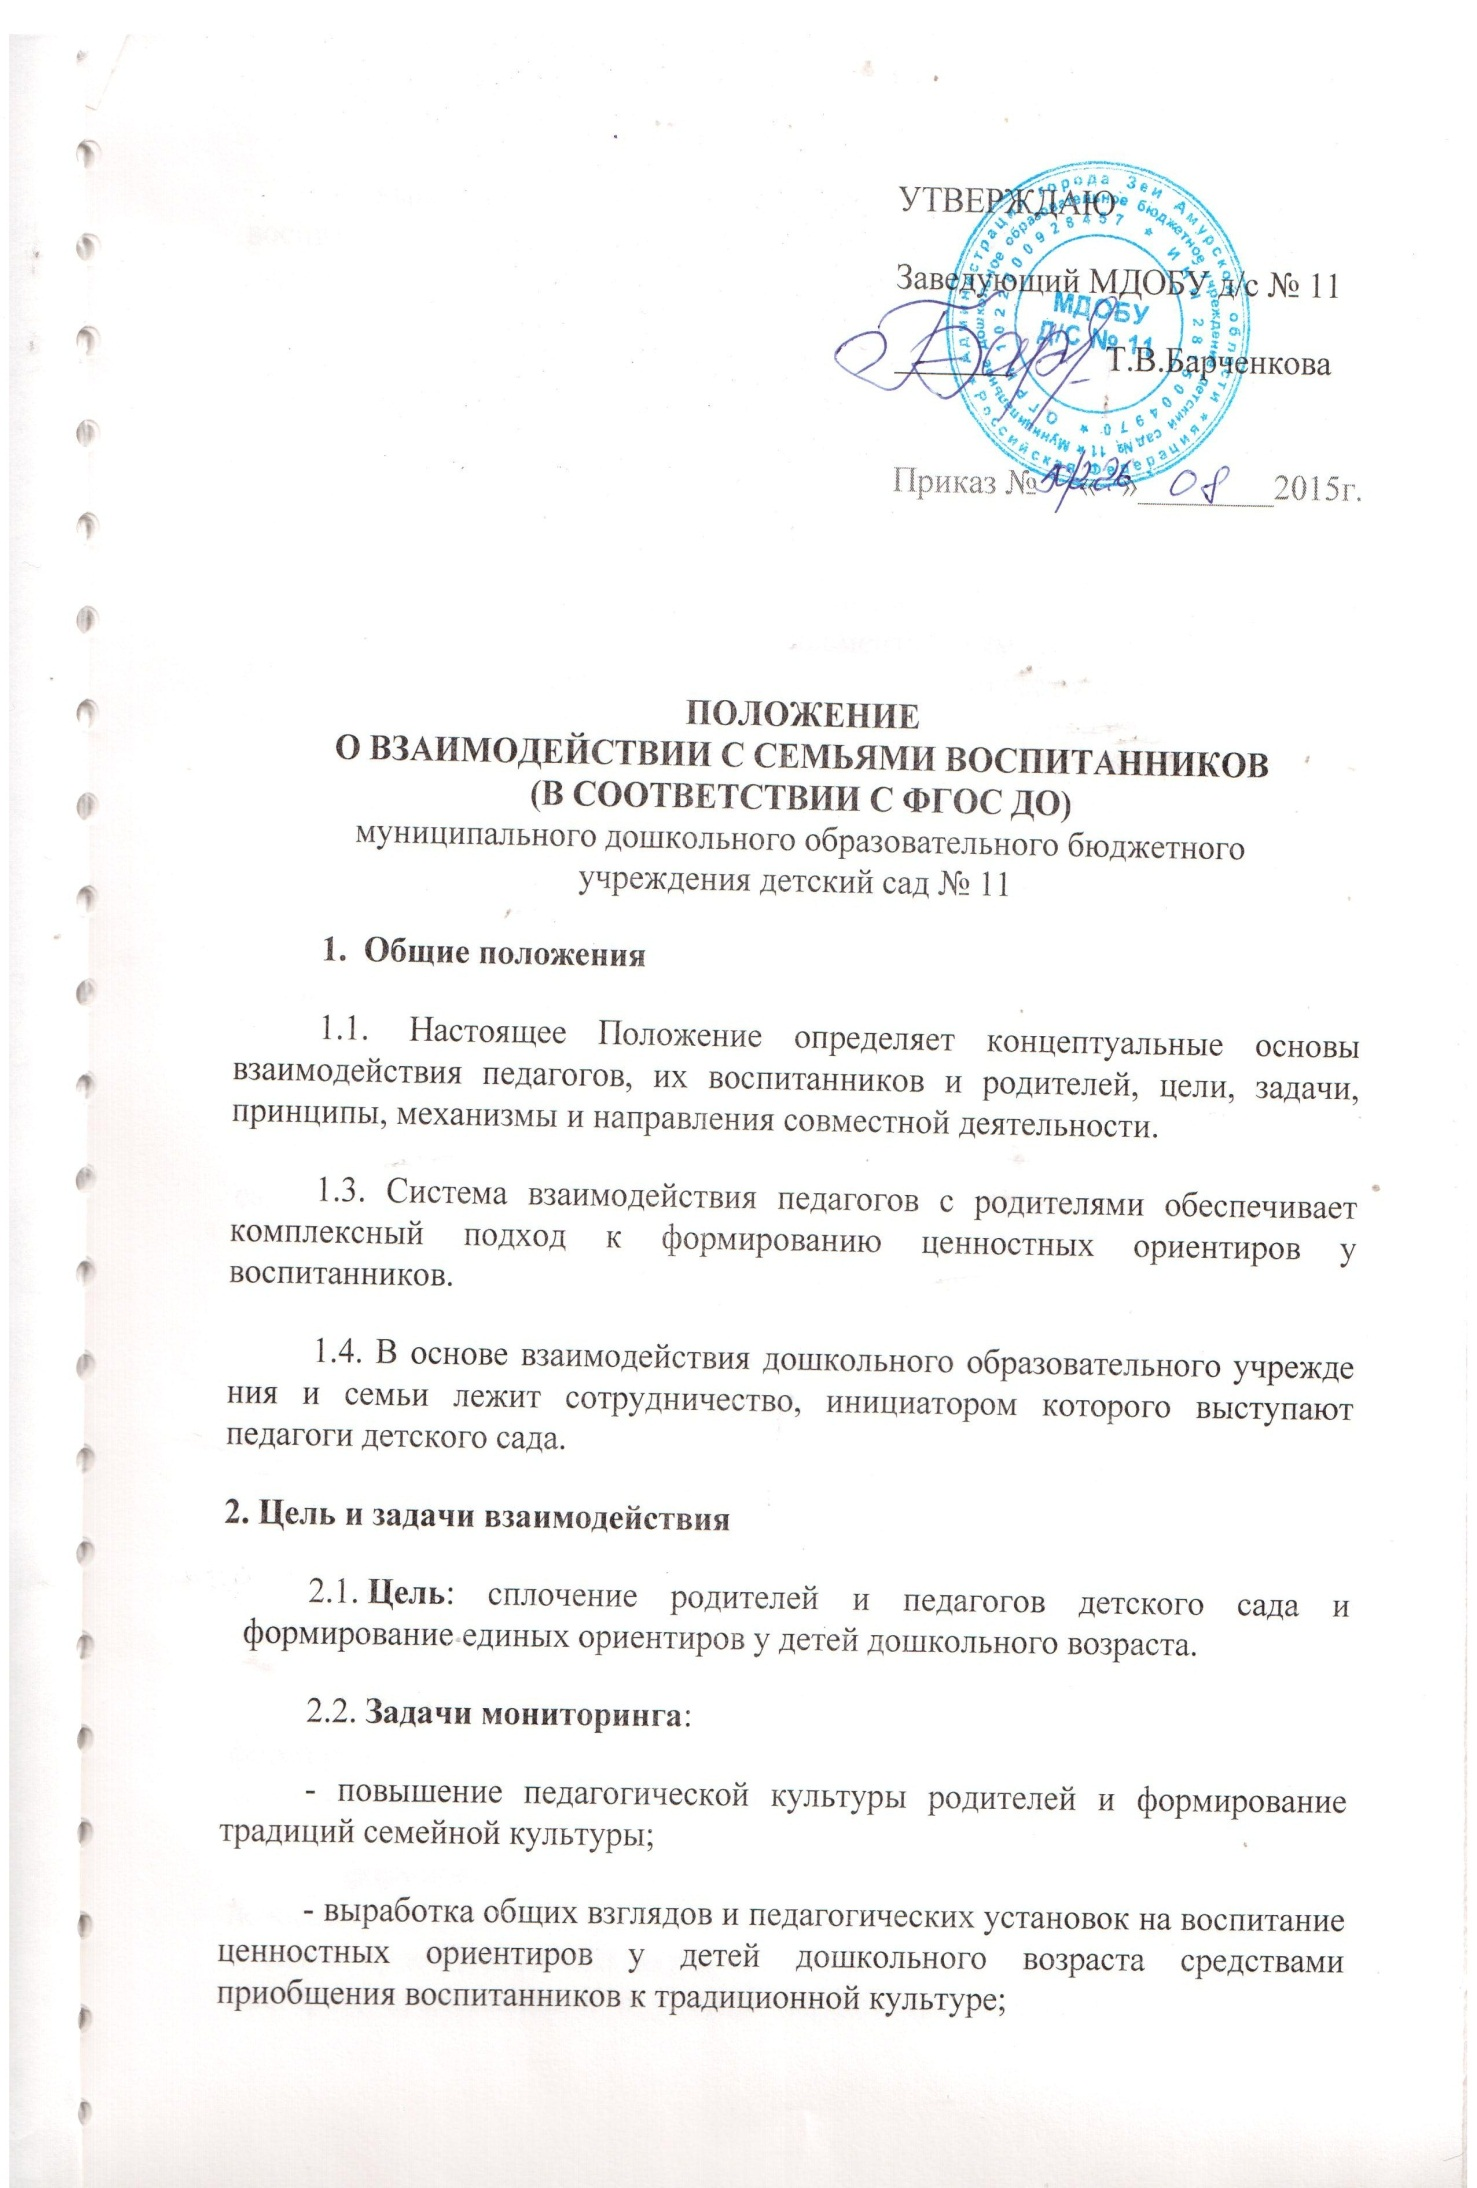 УТВЕРЖДАЮ
Заведующий МДОБУ д/с № 11
Т.В.Барченкова
МДОБУ
Д/С № 11
Приказ № « » 08 2015г.
ПОЛОЖЕНИЕ
О ВЗАИМОДЕЙСТВИИ С СЕМЬЯМИ ВОСПИТАННИКОВ
(В СООТВЕТСТВИИ С ФГОС ДО)
муниципального дошкольного образовательного бюджетного
учреждения детский сад № 11
1. Общие положения
1.1. Настоящее Положение определяет концептуальные основы
взаимодействия педагогов, их воспитанников и родителей, цели, задачи,
принципы, механизмы и направления совместной деятельности.
1.3. Система взаимодействия педагогов с родителями обеспечивает
комплексный подход к формированию ценностных ориентиров у
воспитанников.
1.4. В основе взаимодействия дошкольного образовательного учрежде
ния и семьи лежит сотрудничество, инициатором которого выступают
педагоги детского сада.
2. Цель и задачи взаимодействия
2.1. Цель: сплочение родителей и педагогов детского сада и
формирование единых ориентиров у детей дошкольного возраста.
2.2. Задачи мониторинга:
- повышение педагогической культуры родителей и формирование
традиций семейной культуры;
- выработка общих взглядов и педагогических установок на воспитание
ценностных ориентиров у детей дошкольного возраста средствами
приобщения воспитанников к традиционной культуре;